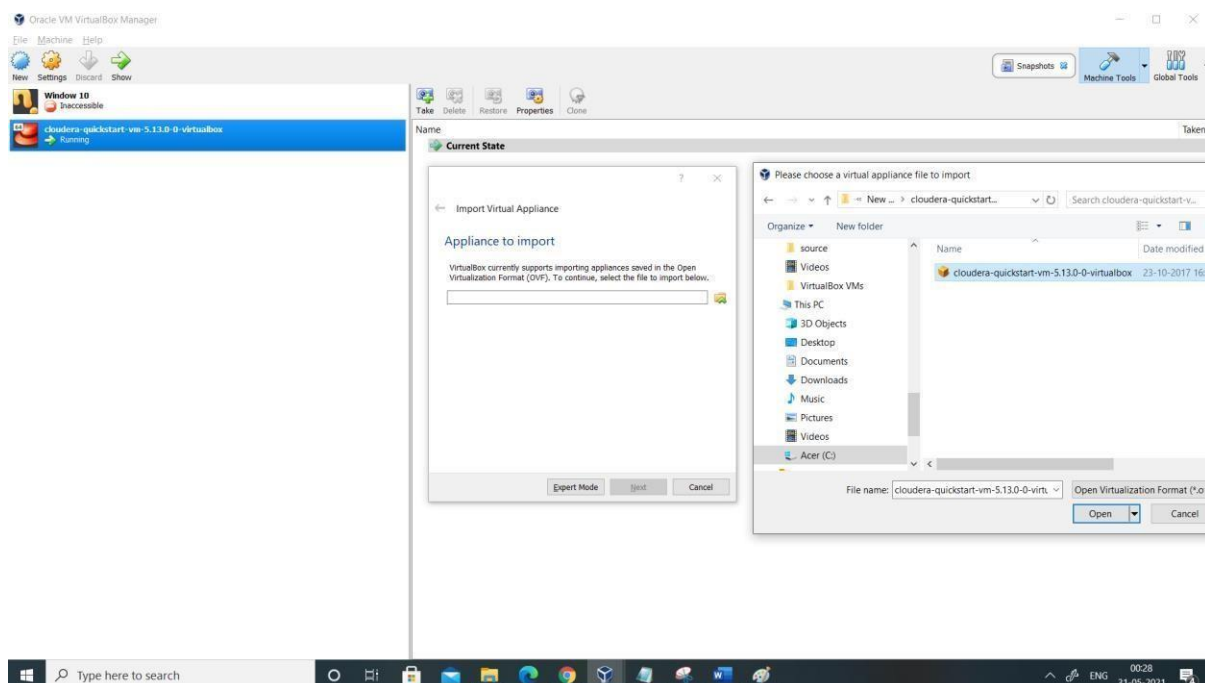 Oracle VM VirtualBox Manager
File Machine Help
New Settings Discard Show
Snapshots Machine Tools Global Tools
Window 10
Inaccessible
cloudera-quickstart-vm-5.13.0-0-virtualbox
Running
Take Delete Restore Properties Clone
Name Taken
Current State
? 
Import Virtual Appliance
Appliance to import
VirtualBox currently supports importing appliances saved in the Open
Virtualization Format (OVF). To continue, select the file to import below.
Expert Mode Next Cancel
Please choose a virtual appliance file to import
« New ... > cloudera-quickstart...
Search cloudera-quickstart-v...
Organize New folder
source
Videos
VirtualBox VMs
This PC
3D Objects
Desktop
Documents
Downloads
Music
Pictures
Videos
Acer (C:)
Name Date modified
cloudera-quickstart-vm-5.13.0-0-virtualbox 23-10-2017 16:
File name: cloudera-quickstart-vm-5.13.0-0-virtu Open Virtualization Format (*.o
Open Cancel
Type here to search
ENG
00:28
21-05-2021